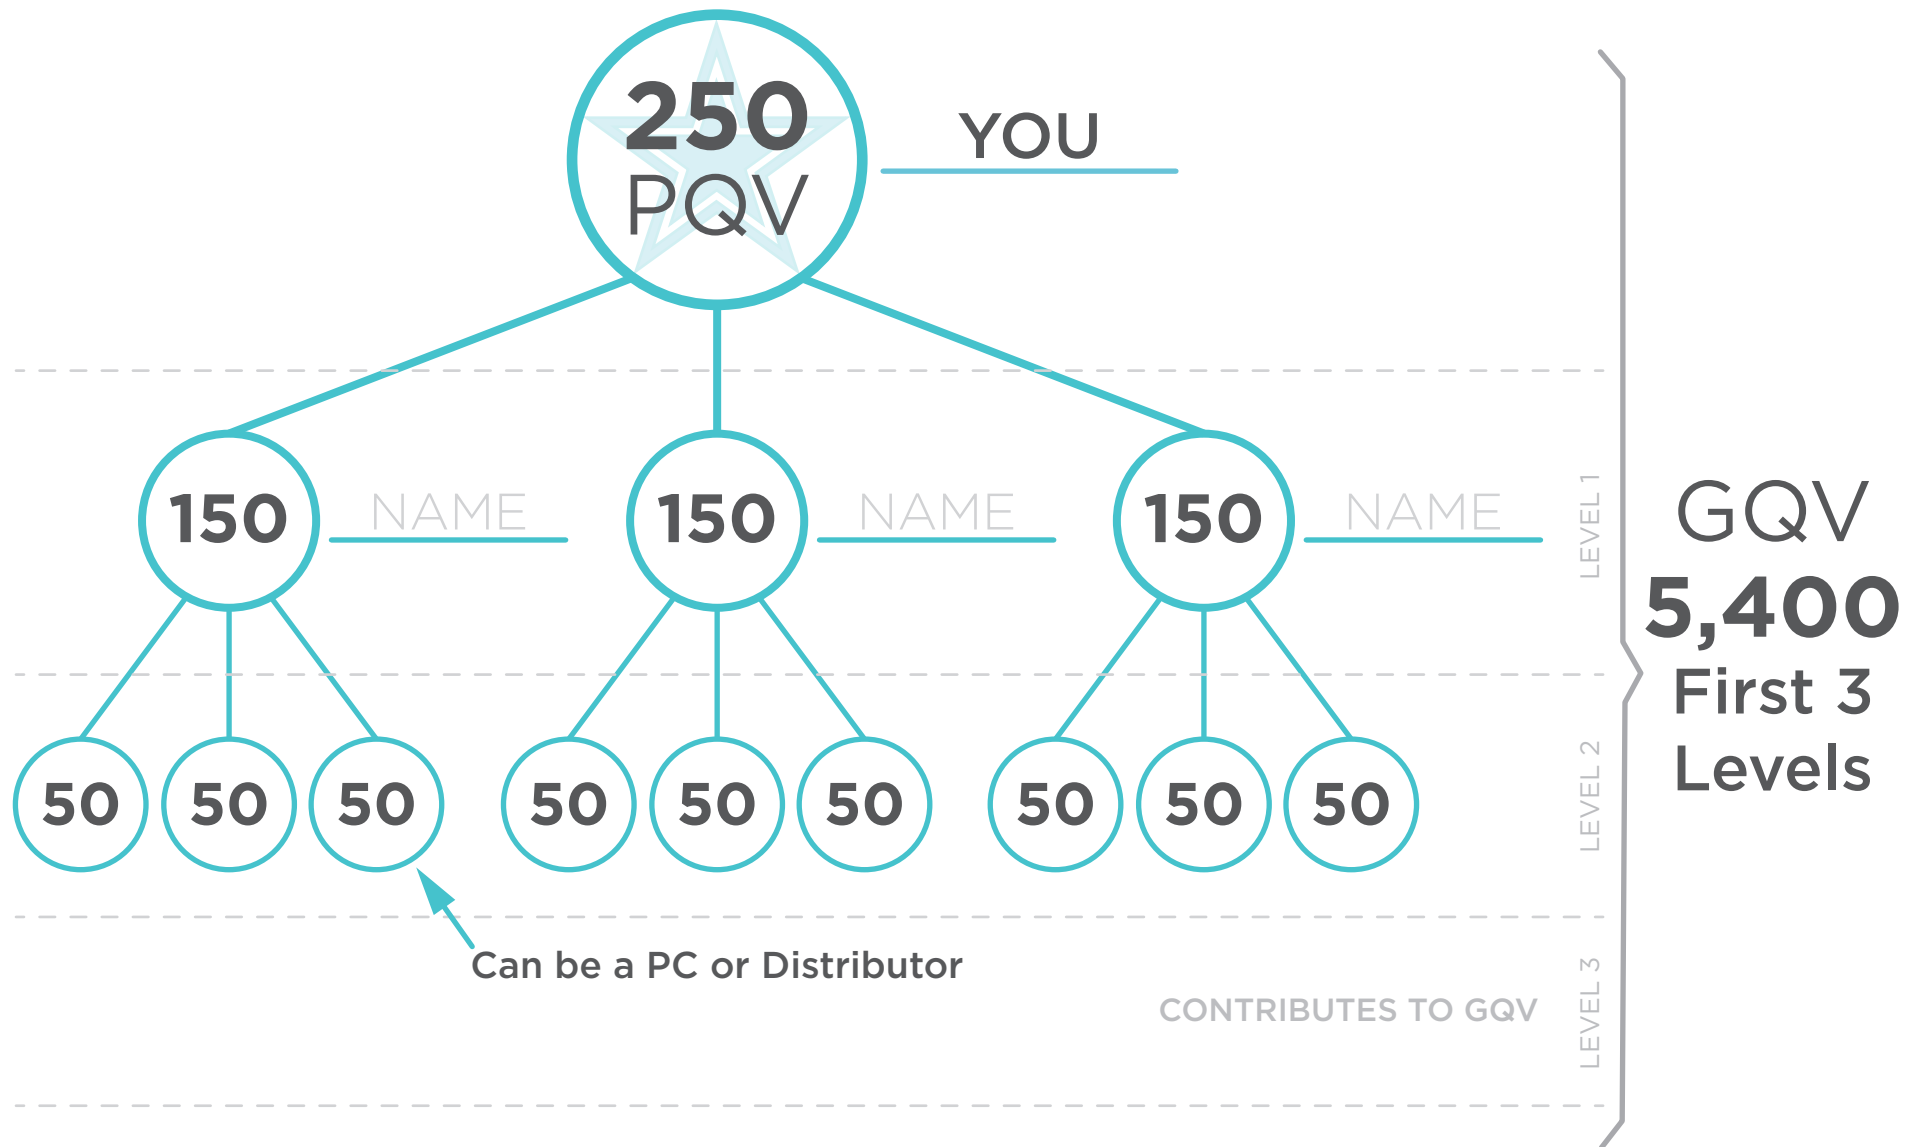 250
PQV
YOU
150
NAME
150
NAME
150
NAME
LEVEL 1
GQV
5,400
First 3
Levels
50
50
50
50
50
50
50
50
50
LEVEL 2
Can be a PC or Distributor
CONTRIBUTES TO GQV
LEVEL 3